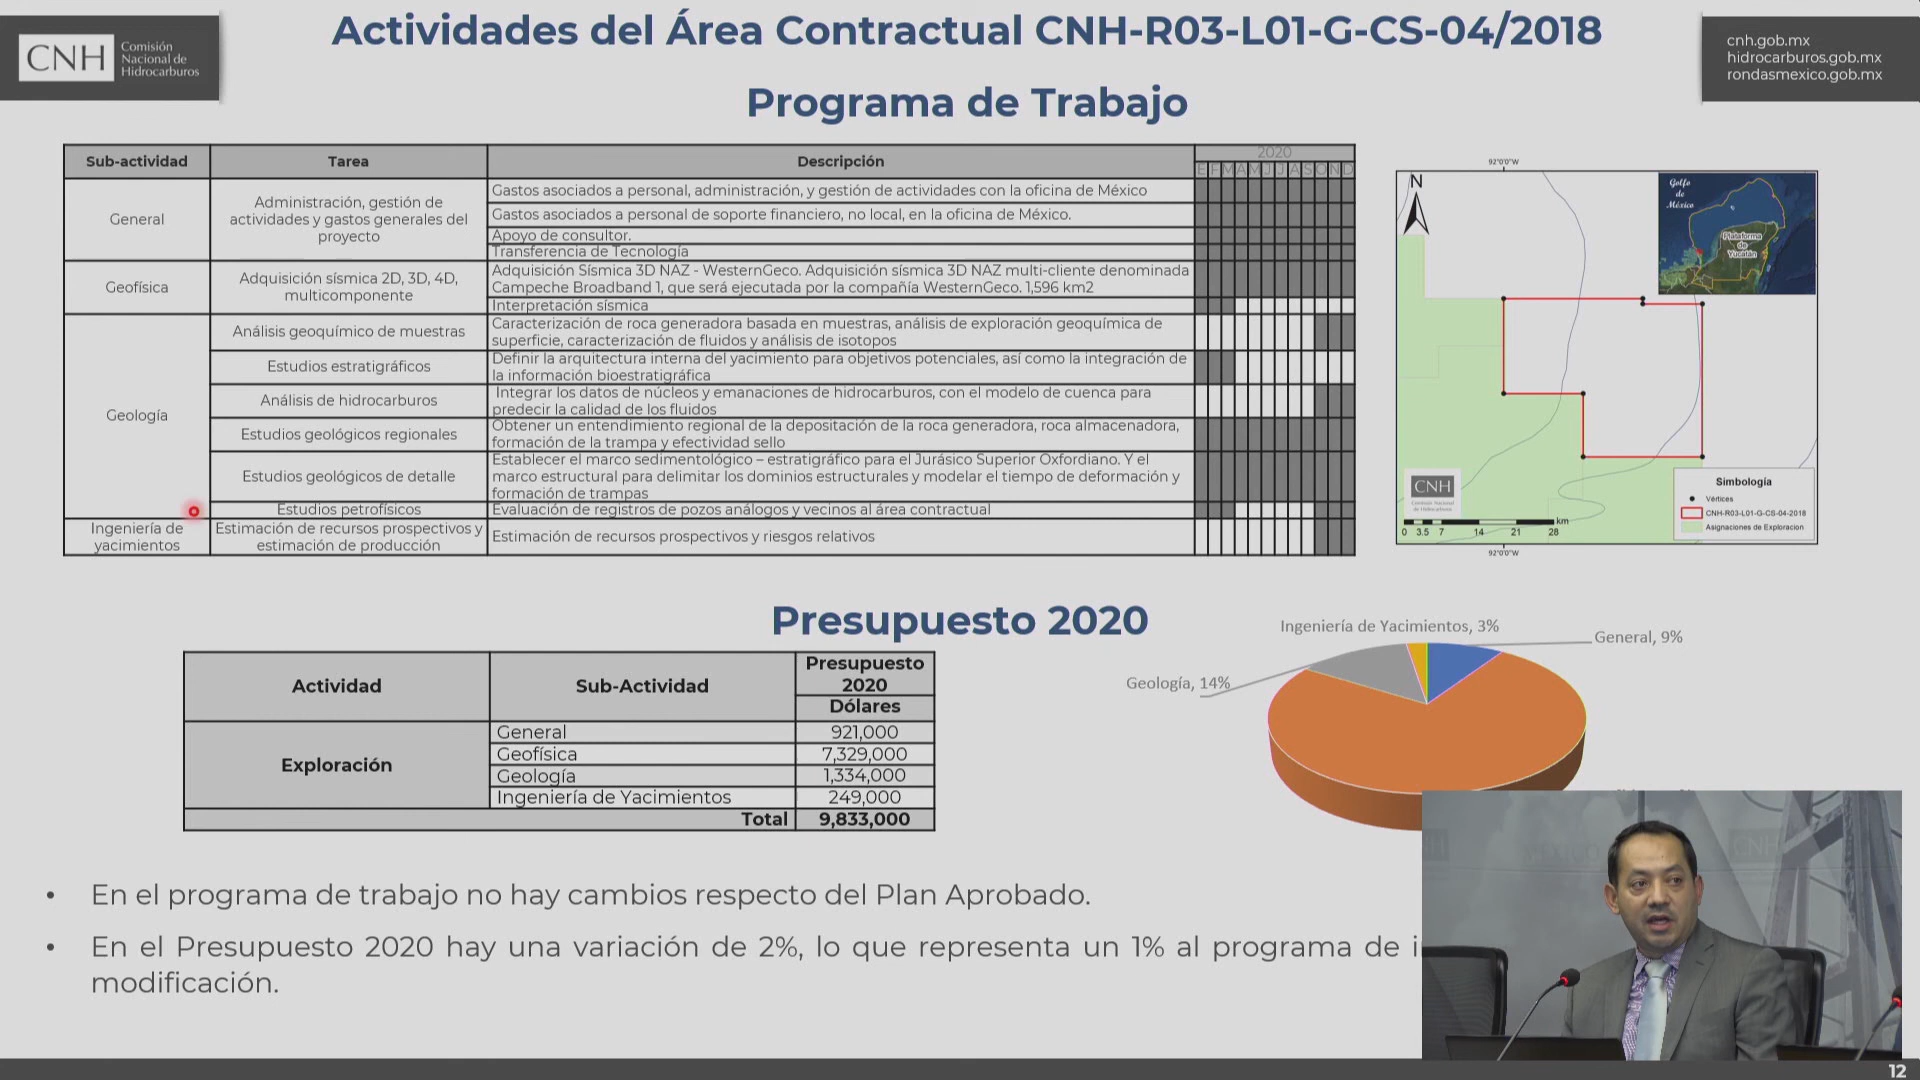 Actividades del Área Contractual CNH-R03-L01-G-CS-04/2018
CNH Comisión
Nacional de
Hidrocarburos
cnh.gob.mx
hidrocarburos.gob.mx
rondasmexico.gob.mx
Programa de Trabajo
Sub-actividad Tarea Descripción 2020
E F M A M J J A S O N D
General
Administración, gestión de
actividades y gastos generales del
proyecto
Gastos asociados a personal, administración, y gestión de actividades con la oficina de México
Gastos asociados a personal de soporte financiero, no local, en la oficina de México.
Apoyo de consultor.
Transferencia de Tecnología
Geofísica
Adquisición sísmica 2D, 3D, 4D,
multicomponente
Adquisición Sísmica 3D NAZ - WesternGeco. Adquisición sísmica 3D NAZ multi-cliente denominada
Campeche Broadband 1, que será ejecutada por la compañía WesternGeco. 1,596 km2
Interpretación sísmica
Geología
Análisis geoquímico de muestras
Caracterización de roca generadora basada en muestras, análisis de exploración geoquímica de
superficie, caracterización de fluidos y análisis de isotopos
Estudios estratigráficos
Definir la arquitectura interna del yacimiento para objetivos potenciales, así como la integración de
la información bioestratigráfica
Análisis de hidrocarburos
Integrar los datos de núcleos y emanaciones de hidrocarburos, con el modelo de cuenca para
predecir la calidad de los fluidos
Estudios geológicos regionales
Obtener un entendimiento regional de la depositación de la roca generadora, roca almacenadora,
formación de la trampa y efectividad sello
Estudios geológicos de detalle
Establecer el marco sedimentológico – estratigráfico para el Jurásico Superior Oxfordiano. Y el
marco estructural para delimitar los dominios estructurales y modelar el tiempo de deformación y
formación de trampas
Estudios petrofísicos
Evaluación de registros de pozos análogos y vecinos al área contractual
Ingeniería de
yacimientos
Estimación de recursos prospectivos y
estimación de producción
Estimación de recursos prospectivos y riesgos relativos
92°0'0"W
N
Golfo
de
México
Plataforma
de
Yucatán
CNH
Simbología
Vértices
CNH-R03-L01-G-CS-04-2018
Asignaciones de Exploracion
km
0 3.5 7 14 21 28
92°0'0"W
Presupuesto 2020
Actividad Sub-Actividad Presupuesto
2020
Dólares
Exploración
General 921,000
Geofísica 7,329,000
Geología 1,334,000
Ingeniería de Yacimientos 249,000
Total 9,833,000
Ingeniería de Yacimientos, 3%
General, 9%
Geología, 14%
• En el programa de trabajo no hay cambios respecto del Plan Aprobado.
• En el Presupuesto 2020 hay una variación de 2%, lo que representa un 1% al programa de
modificación.
12